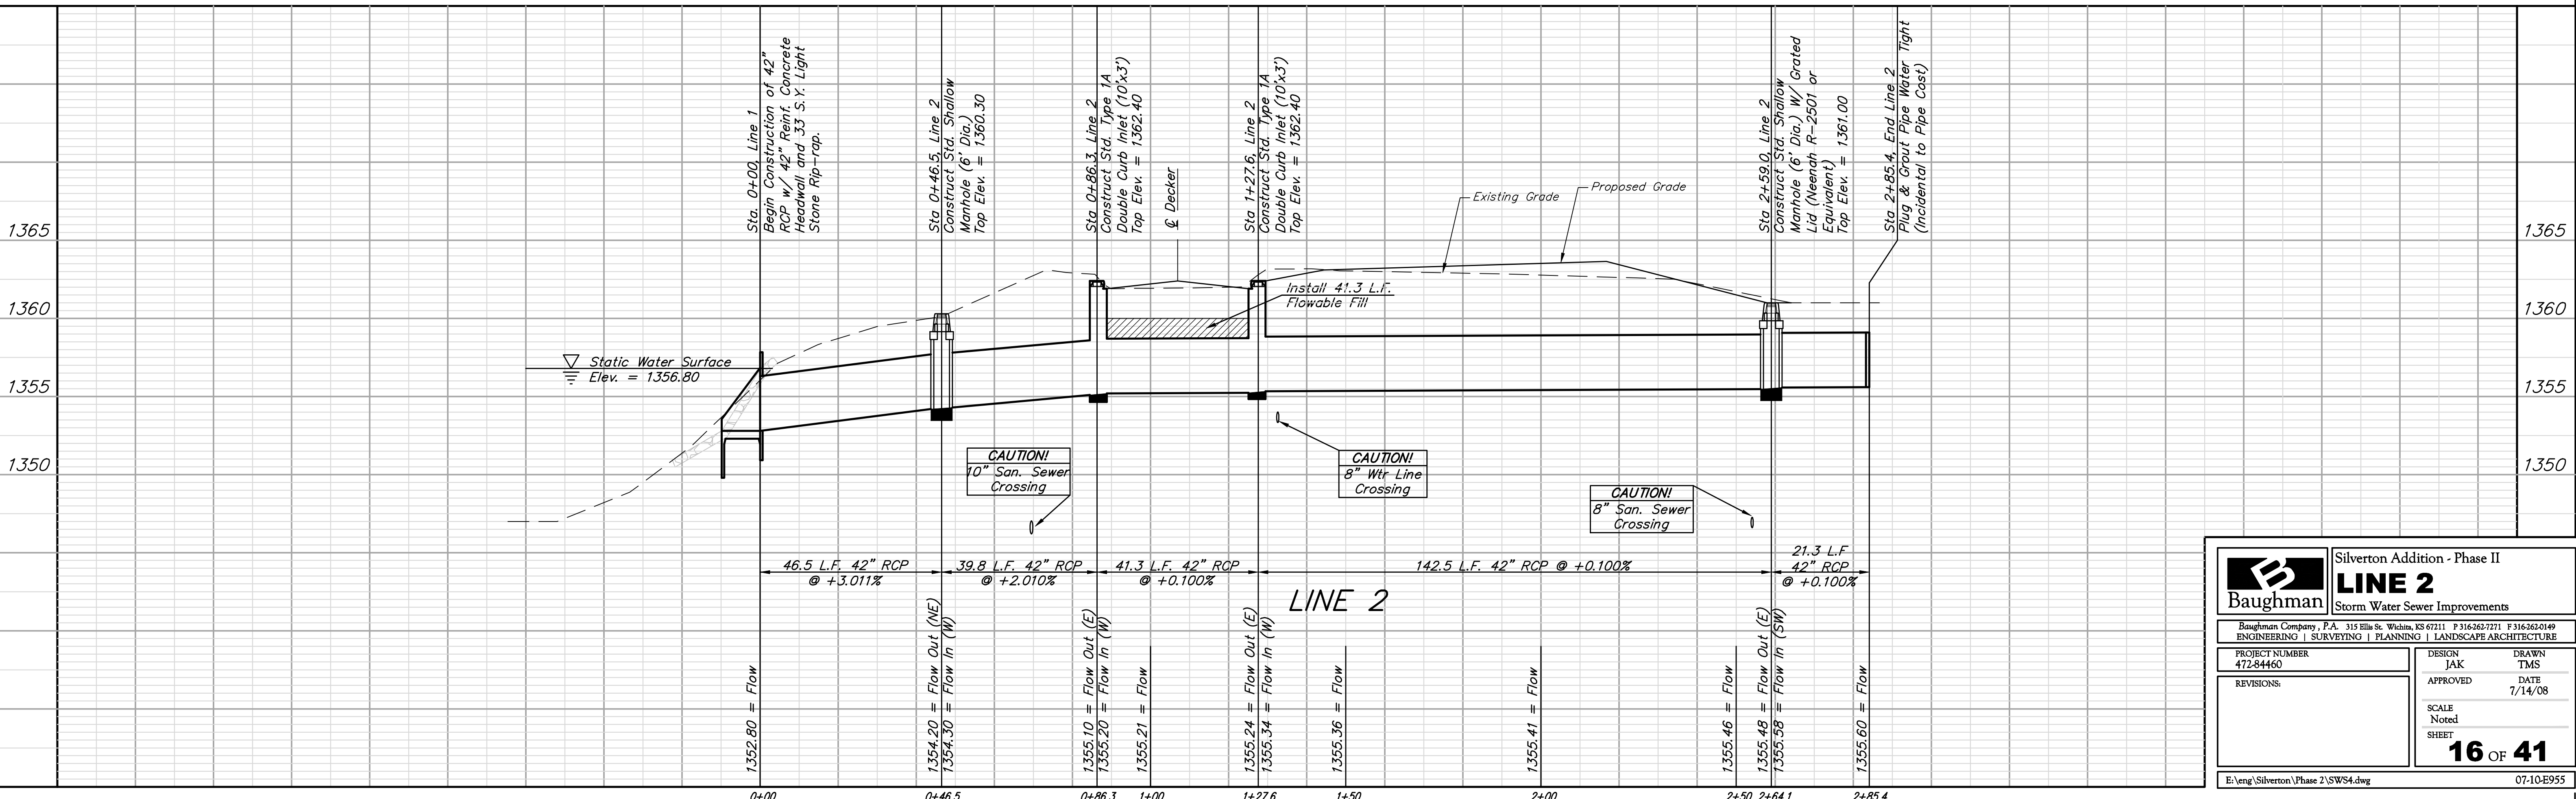 Sta. 0+00, Line 1
Begin Construction of 42"
RCP w/ 42" Reinf. Concrete
Headwall and 33 S.Y. Light
Stone Rip-rap.
Sta 0+46.5, Line 2
Construct Std. Shallow
Manhole (6' Dia.)
Top Elev. = 1360.30
Sta 0+86.3, Line 2
Construct Std. Type 1A
Double Curb Inlet (10'x3')
Top Elev. = 1362.40
℄ Decker
Sta 1+27.6, Line 2
Construct Std. Type 1A
Double Curb Inlet (10'x3')
Top Elev. = 1362.40
Sta 2+59.0, Line 2
Construct Std. Shallow
Manhole (6' Dia.) W/ Grated
Lid (Neenah R-2501 or
Equivalent)
Top Elev. = 1361.00
Sta 2+85.4, End Line 2
Plug & Grout Pipe Water Tight
(Incidental to Pipe Cost)
Existing Grade
Proposed Grade
1365
1365
1360
1360
1355
1355
1350
1350
Install 41.3 L.F.
Flowable Fill
Static Water Surface
Elev. = 1356.80
CAUTION!
10" San. Sewer
Crossing
CAUTION!
8" Wtr Line
Crossing
CAUTION!
8" San. Sewer
Crossing
46.5 L.F. 42" RCP
@ +3.011%
39.8 L.F. 42" RCP
@ +2.010%
41.3 L.F. 42" RCP
@ +0.100%
142.5 L.F. 42" RCP @ +0.100%
21.3 L.F
42" RCP
@ +0.100%
LINE 2
1352.80 = Flow
1354.20 = Flow Out (NE)
1354.30 = Flow In (W)
1355.10 = Flow Out (E)
1355.20 = Flow In (W)
1355.21 = Flow
1355.24 = Flow Out (E)
1355.34 = Flow In (W)
1355.36 = Flow
1355.41 = Flow
1355.46 = Flow
1355.48 = Flow Out (E)
1355.58 = Flow In (SW)
1355.60 = Flow
0+00
0+46.5
0+86.3
1+00
1+27.6
1+50
2+00
2+50
2+64.1
2+85.4
B
Baughman
Silverton Addition - Phase II
LINE 2
Storm Water Sewer Improvements
Baughman Company, P.A. 315 Ellis St. Wichita, KS 67211 P 316-262-7271 F 316-262-0149
ENGINEERING | SURVEYING | PLANNING | LANDSCAPE ARCHITECTURE
PROJECT NUMBER
472-84460
REVISIONS:
DESIGN
JAK
DRAWN
TMS
APPROVED
DATE
7/14/08
SCALE
Noted
SHEET
16 OF 41
E:\eng\Silverton\Phase 2\SWS4.dwg
07-10-E955